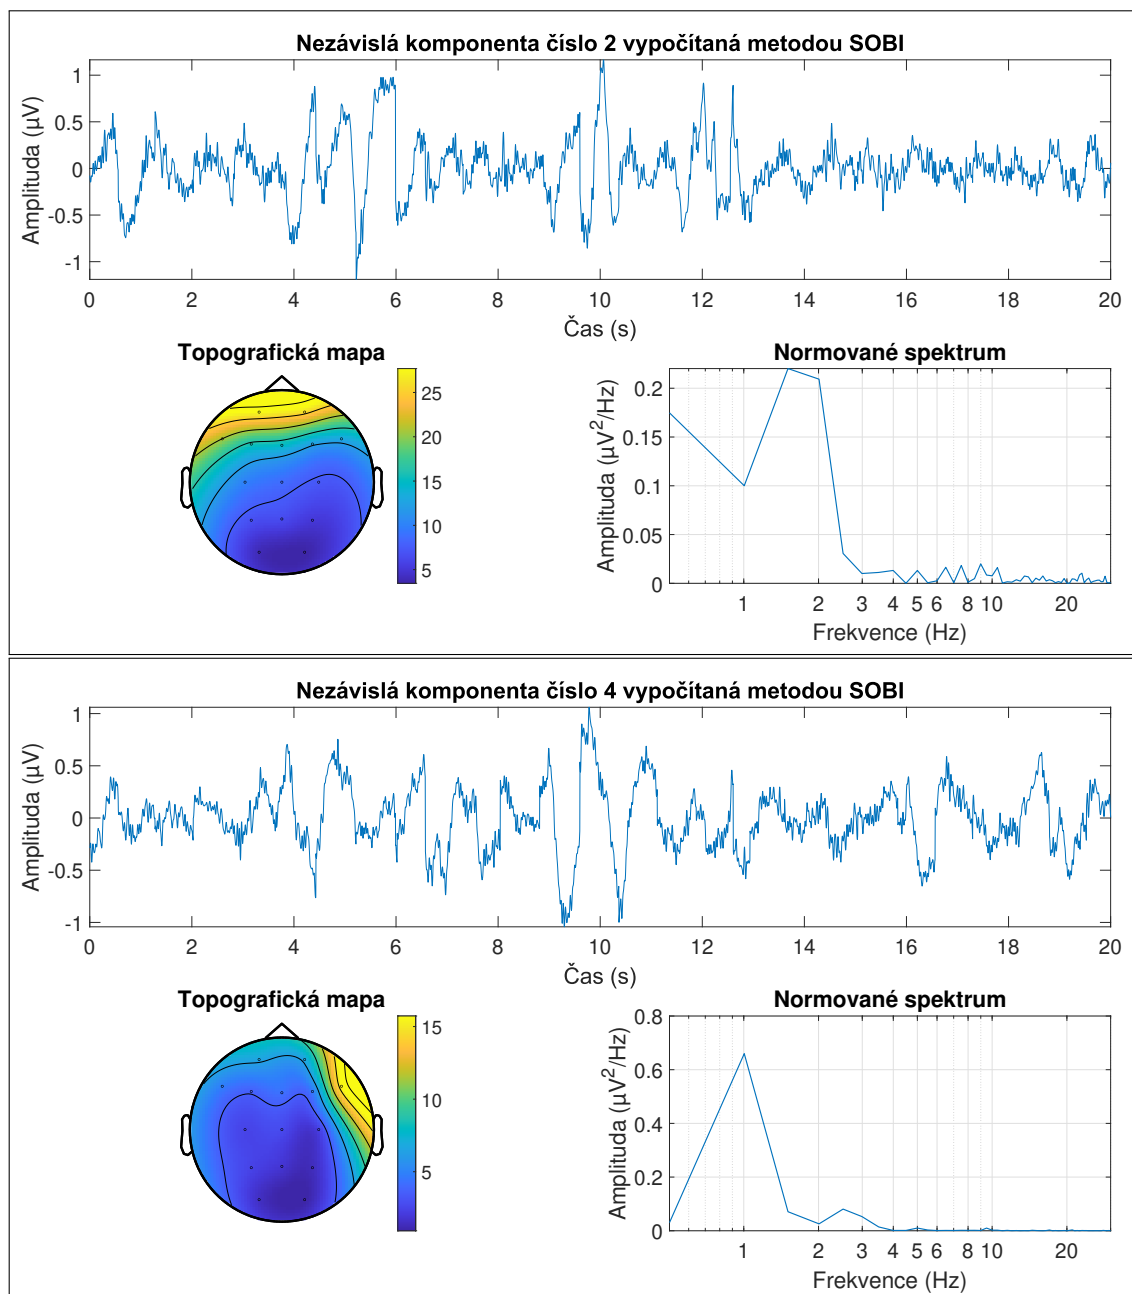 Nezávislá komponenta číslo 2 vypočítaná metodou SOBI
Amplituda (µV)
1
0.5
0
-0.5
-1
0 2 4 6 8 10 12 14 16 18 20
Čas (s)
Topografická mapa
25
20
15
10
5
Normované spektrum
Amplituda (µV²/Hz)
0.2
0.15
0.1
0.05
0
1 2 3 4 5 6 8 10 20
Frekvence (Hz)
Nezávislá komponenta číslo 4 vypočítaná metodou SOBI
Amplituda (µV)
1
0.5
0
-0.5
-1
0 2 4 6 8 10 12 14 16 18 20
Čas (s)
Topografická mapa
15
10
5
Normované spektrum
Amplituda (µV²/Hz)
0.8
0.6
0.4
0.2
0
1 2 3 4 5 6 8 10 20
Frekvence (Hz)